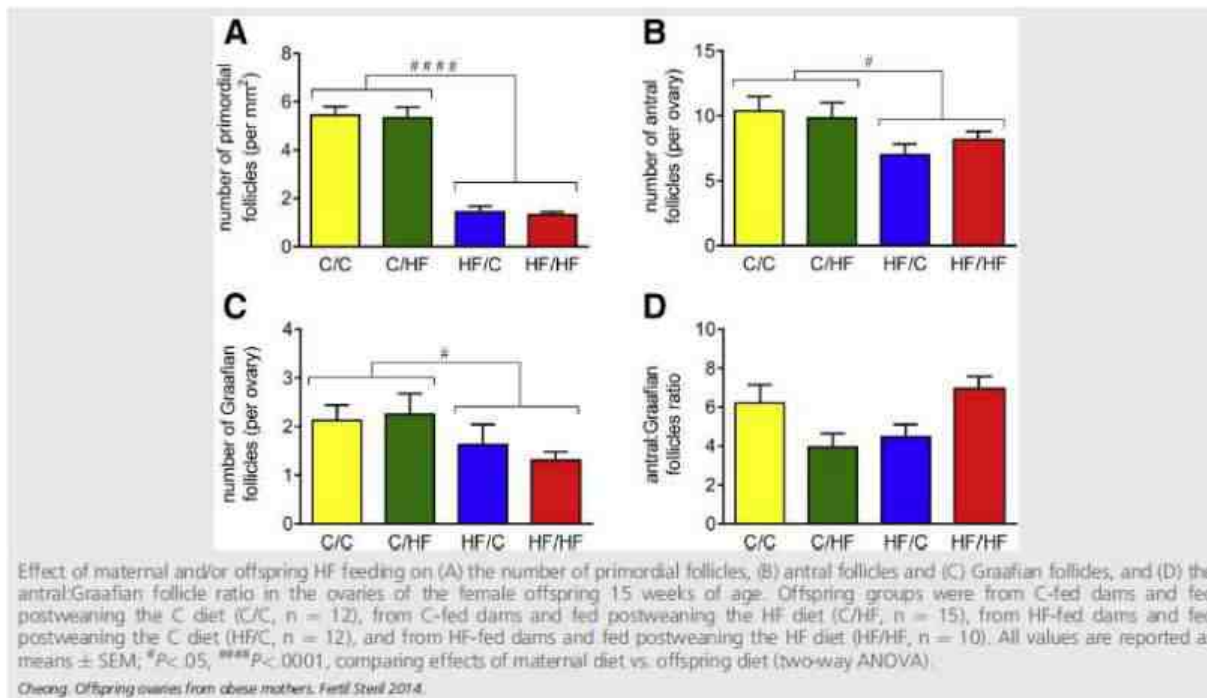 A
B
number of primordial
follicles (per mm²)
8
6
4
2
0
####
C/C C/HF HF/C HF/HF
number of antral
follicles (per ovary)
15
10
5
0
#
C/C C/HF HF/C HF/HF
C
D
number of Graafian
follicles (per ovary)
4
3
2
1
0
#
C/C C/HF HF/C HF/HF
antral:Graafian
follicles ratio
10
8
6
4
2
0
C/C C/HF HF/C HF/HF
Effect of maternal and/or offspring HF feeding on (A) the number of primordial follicles, (B) antral follicles and (C) Graafian follicles, and (D) the
antral:Graafian follicle ratio in the ovaries of the female offspring 15 weeks of age. Offspring groups were from C-fed dams and fed
postweaning the C diet (C/C, n = 12), from C-fed dams and fed postweaning the HF diet (C/HF, n = 15), from HF-fed dams and fed
postweaning the C diet (HF/C, n = 12), and from HF-fed dams and fed postweaning the HF diet (HF/HF, n = 10). All values are reported a
means ± SEM; #P<.05, ####P<.0001, comparing effects of maternal diet vs. offspring diet (two-way ANOVA).
Cheong. Offspring ovaries from obese mothers. Fertil Steril 2014.